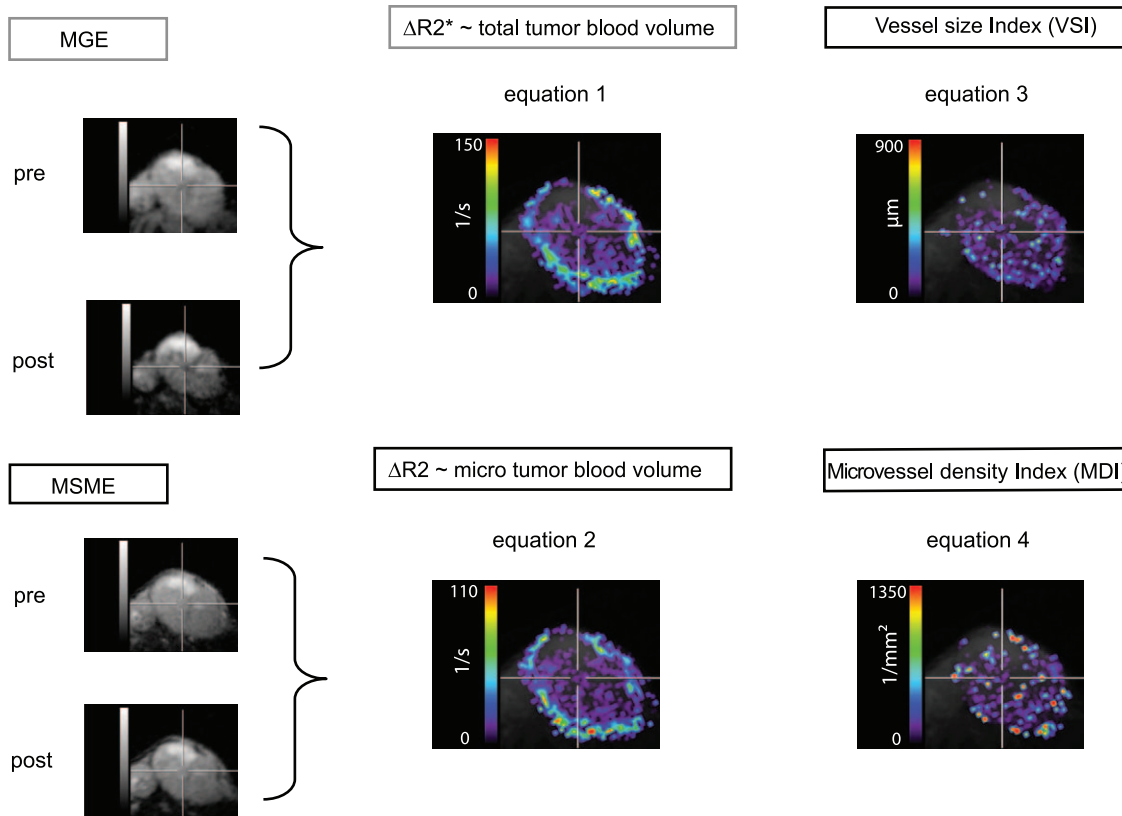 MGE
ΔR2* ~ total tumor blood volume
Vessel size Index (VSI)
equation 1
equation 3
pre
150
1/s
0
900
µm
0
post
MSME
ΔR2 ~ micro tumor blood volume
Microvessel density Index (MDI)
equation 2
equation 4
pre
110
1/s
0
1350
1/mm²
0
post